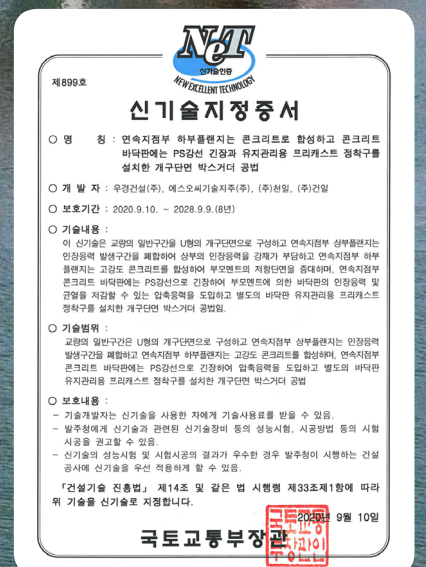 NeT
신기술인증
NEW EXCELLENT TECHNOLOGY
제899호
신기술지정증서
○ 명 칭 : 연속지점부 하부플랜지는 콘크리트로 합성하고 콘크리트
바닥판에는 PS강선 긴장과 유지관리용 프리캐스트 정착구를
설치한 개구단면 박스거더 공법
○ 개 발 자 : 우경건설(주), 에스오씨기술지주(주), (주)천일, (주)건일
○ 보호기간 : 2020.9.10. ~ 2028.9.9.(8년)
○ 기술내용 :
이 신기술은 교량의 일반구간을 U형의 개구단면으로 구성하고 연속지점부 상부플랜지는
인장응력 발생구간을 폐합하여 상부의 인장응력을 강재가 부담하고 연속지점부 하부
플랜지는 고강도 콘크리트를 합성하여 부모멘트의 저항단면을 증대하며, 연속지점부
콘크리트 바닥판에는 PS강선으로 긴장하여 부모멘트에 의한 바닥판의 인장응력 및
균열을 저감할 수 있는 압축응력을 도입하고 별도의 바닥판 유지관리용 프리캐스트
정착구를 설치한 개구단면 박스거더 공법임.
○ 기술범위 :
교량의 일반구간은 U형의 개구단면으로 구성하고 연속지점부 상부플랜지는 인장응력
발생구간을 폐합하고 연속지점부 하부플랜지는 고강도 콘크리트를 합성하며, 연속지점부
콘크리트 바닥판에는 PS강선으로 긴장하여 압축응력을 도입하고 별도의 바닥판
유지관리용 프리캐스트 정착구를 설치한 개구단면 박스거더 공법
○ 보호내용 :
- 기술개발자는 신기술을 사용한 자에게 기술사용료를 받을 수 있음.
- 발주청에게 신기술과 관련된 신기술장비 등의 성능시험, 시공방법 등의 시험
시공을 권고할 수 있음.
- 신기술의 성능시험 및 시험시공의 결과가 우수한 경우 발주청이 시행하는 건설
공사에 신기술을 우선 적용하게 할 수 있음.
「건설기술 진흥법」 제14조 및 같은 법 시행령 제33조제1항에 따라
위 기술을 신기술로 지정합니다.
2020년 9월 10일
국토교통부장관
국토교통
부장관인